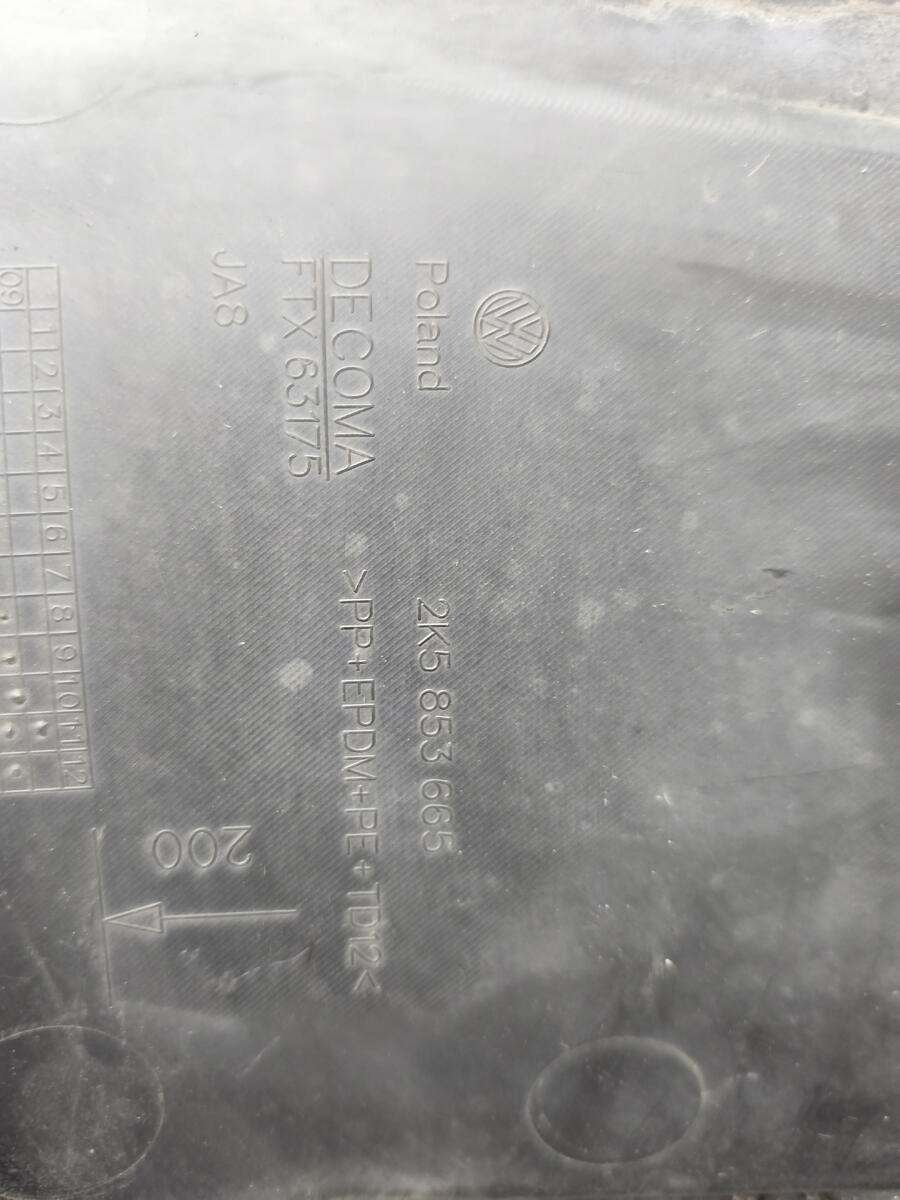 VW
Poland 2K5 853 665
DECOMA >PP+EPDM+PE+TD12<
FTX 63175
JA8
1 2 3 4 5 6 7 8 9 10 11 12
09
200